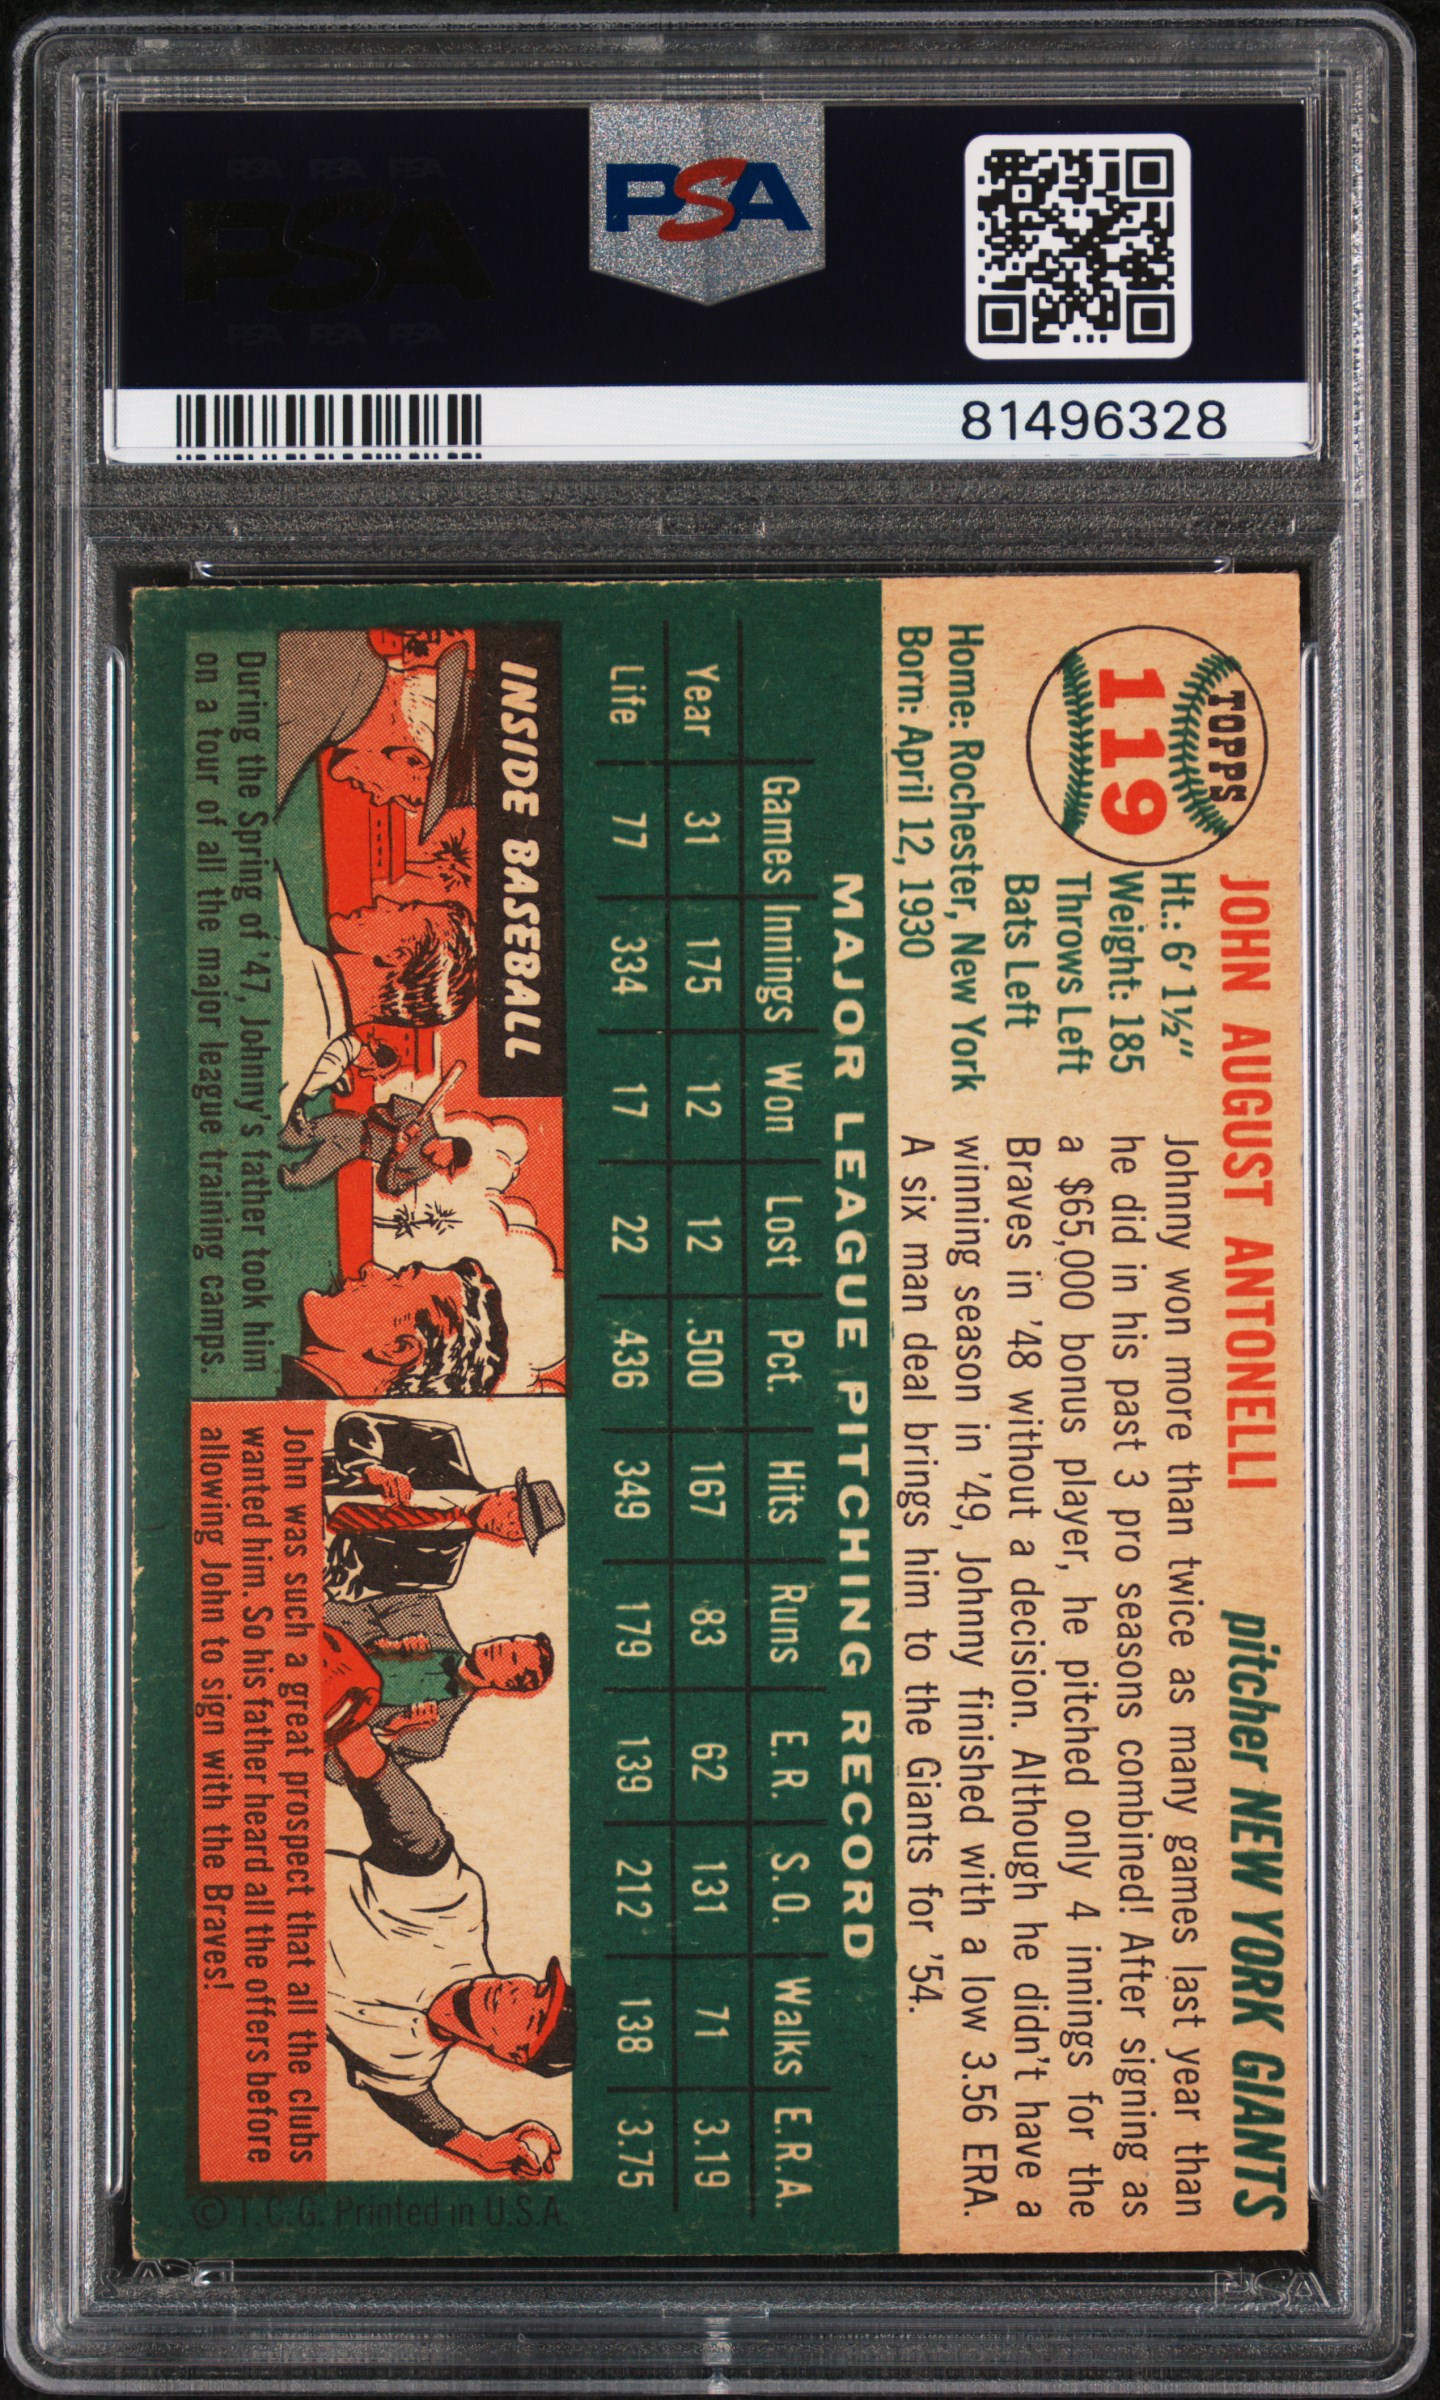 PSA PSA PSA
PSA
PSA PSA PSA
PSA
81496328
TOPPS
119
JOHN AUGUST ANTONELLI
pitcher NEW YORK GIANTS
Ht.: 6' 1½"
Weight: 185
Throws Left
Bats Left
Home: Rochester, New York
Born: April 12, 1930
Johnny won more than twice as many games last year than
he did in his past 3 pro seasons combined! After signing as
a $65,000 bonus player, he pitched only 4 innings for the
Braves in '48 without a decision. Although he didn't have a
winning season in '49, Johnny finished with a low 3.56 ERA.
A six man deal brings him to the Giants for '54.
MAJOR LEAGUE PITCHING RECORD
Games Innings Won Lost Pct. Hits Runs E.R. S.O. Walks E.R.A.
Year 31 175 12 12 .500 167 83 62 131 71 3.19
Life 77 334 17 22 .436 349 179 139 212 138 3.75
INSIDE BASEBALL
During the Spring of '47, Johnny's father took him
on a tour of all the major league training camps.
John was such a great prospect that all the clubs
wanted him. So his father heard all the offers before
allowing John to sign with the Braves!
© T.C.G. Printed in U.S.A.
PSA
PSA